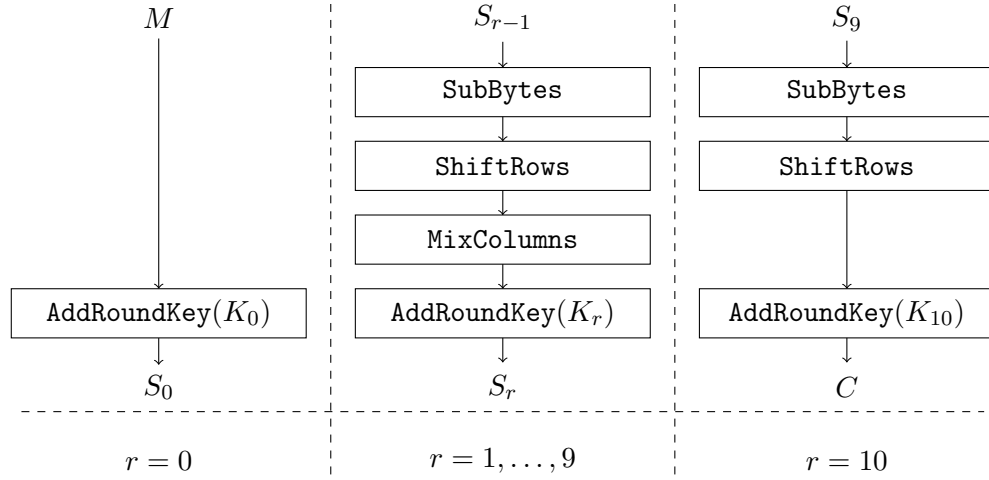 M
S_{r−1}
S_9
SubBytes
SubBytes
ShiftRows
ShiftRows
MixColumns
AddRoundKey(K_0)
AddRoundKey(K_r)
AddRoundKey(K_{10})
S_0
S_r
C
r = 0
r = 1, . . . , 9
r = 10